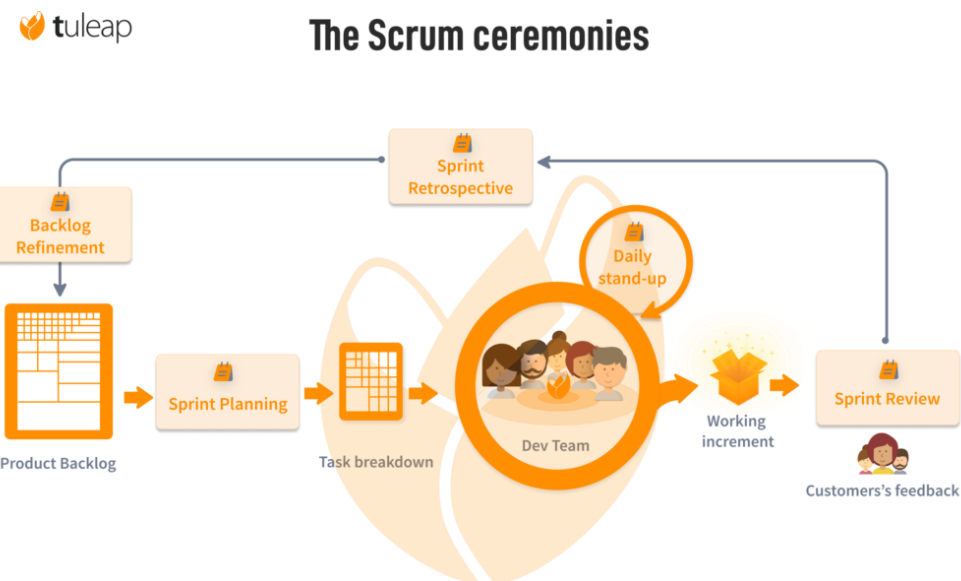 tuleap
The Scrum ceremonies
Sprint
Retrospective
Backlog
Refinement
Daily
stand-up
Sprint Planning
Sprint Review
Working
increment
Dev Team
Product Backlog
Task breakdown
Customers's feedback